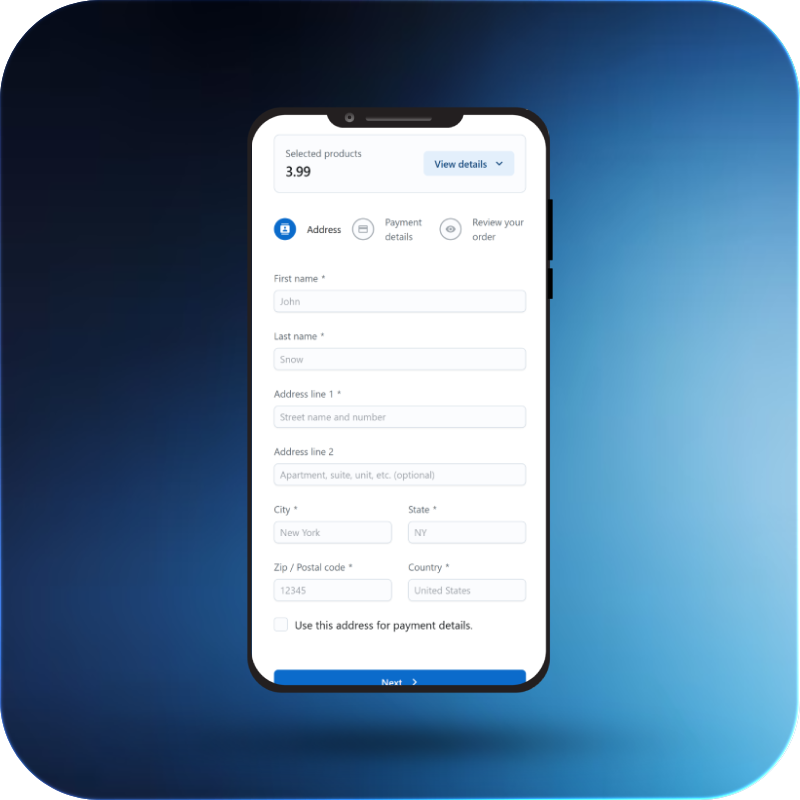 Selected products
3.99
View details
Address
Payment
details
Review your
order
First name *
John
Last name *
Snow
Address line 1 *
Street name and number
Address line 2
Apartment, suite, unit, etc. (optional)
City *
State *
New York
NY
Zip / Postal code *
Country *
12345
United States
Use this address for payment details.
Next